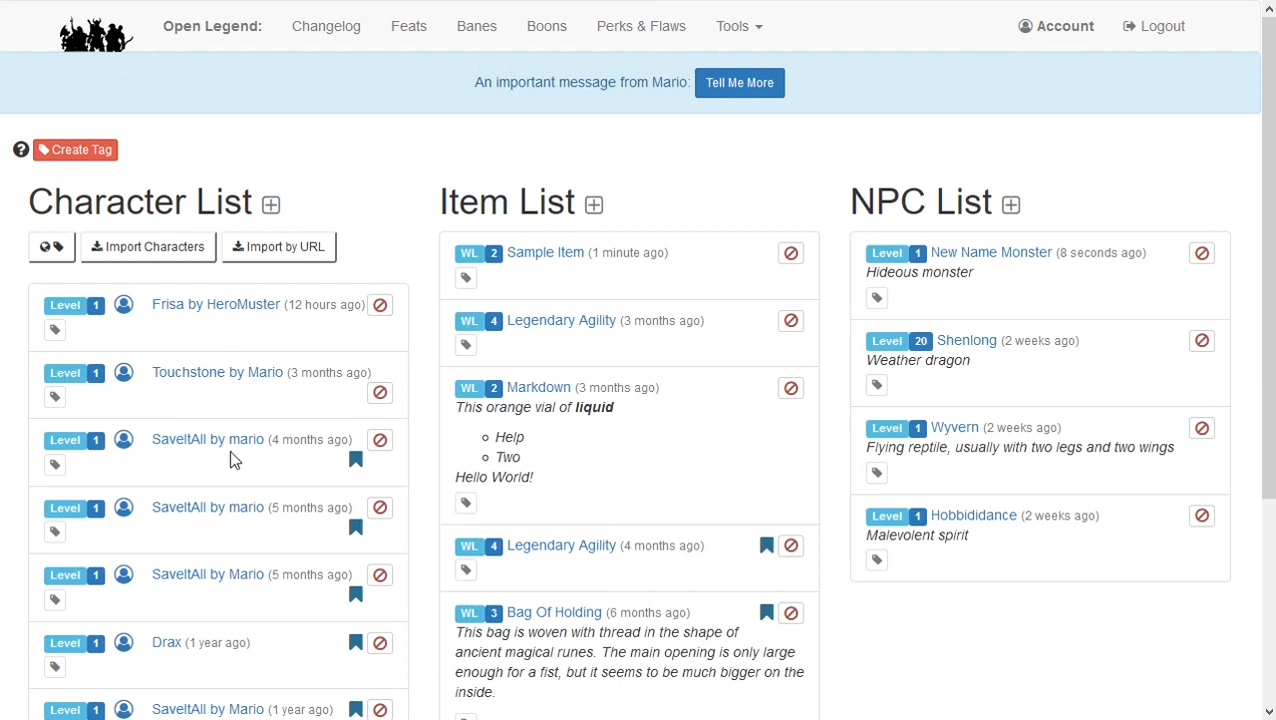 Open Legend: Changelog Feats Banes Boons Perks & Flaws Tools Account Logout
An important message from Mario: Tell Me More
Create Tag
Character List
Import Characters Import by URL
Level 1 Frisa by HeroMuster (12 hours ago)
Level 1 Touchstone by Mario (3 months ago)
Level 1 SaveItAll by mario (4 months ago)
Level 1 SaveItAll by mario (5 months ago)
Level 1 SaveItAll by Mario (5 months ago)
Level 1 Drax (1 year ago)
Level 1 SaveItAll by Mario (1 year ago)
Item List
WL 2 Sample Item (1 minute ago)
WL 4 Legendary Agility (3 months ago)
WL 2 Markdown (3 months ago)
This orange vial of liquid
Help
Two
Hello World!
WL 4 Legendary Agility (4 months ago)
WL 3 Bag Of Holding (6 months ago)
This bag is woven with thread in the shape of
ancient magical runes. The main opening is only large
enough for a fist, but it seems to be much bigger on the
inside.
NPC List
Level 1 New Name Monster (8 seconds ago)
Hideous monster
Level 20 Shenlong (2 weeks ago)
Weather dragon
Level 1 Wyvern (2 weeks ago)
Flying reptile, usually with two legs and two wings
Level 1 Hobbididance (2 weeks ago)
Malevolent spirit